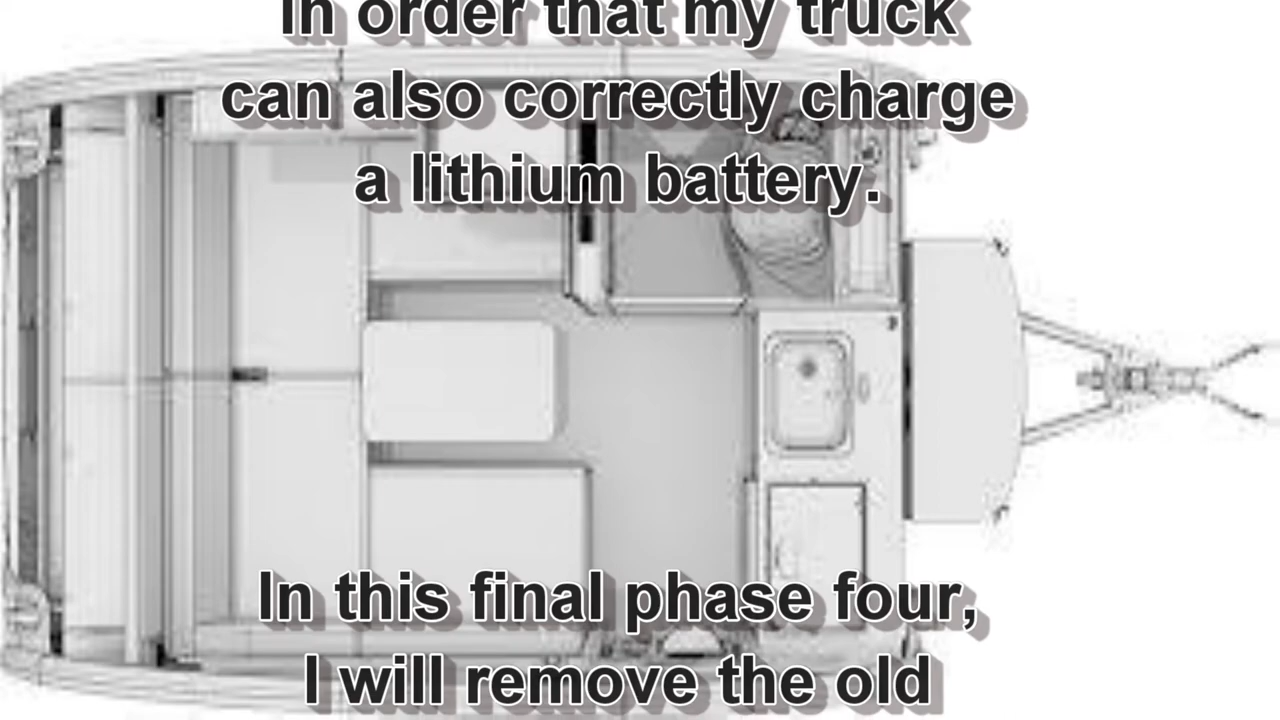 in order that my truck
can also correctly charge
a lithium battery.
In this final phase four,
I will remove the old